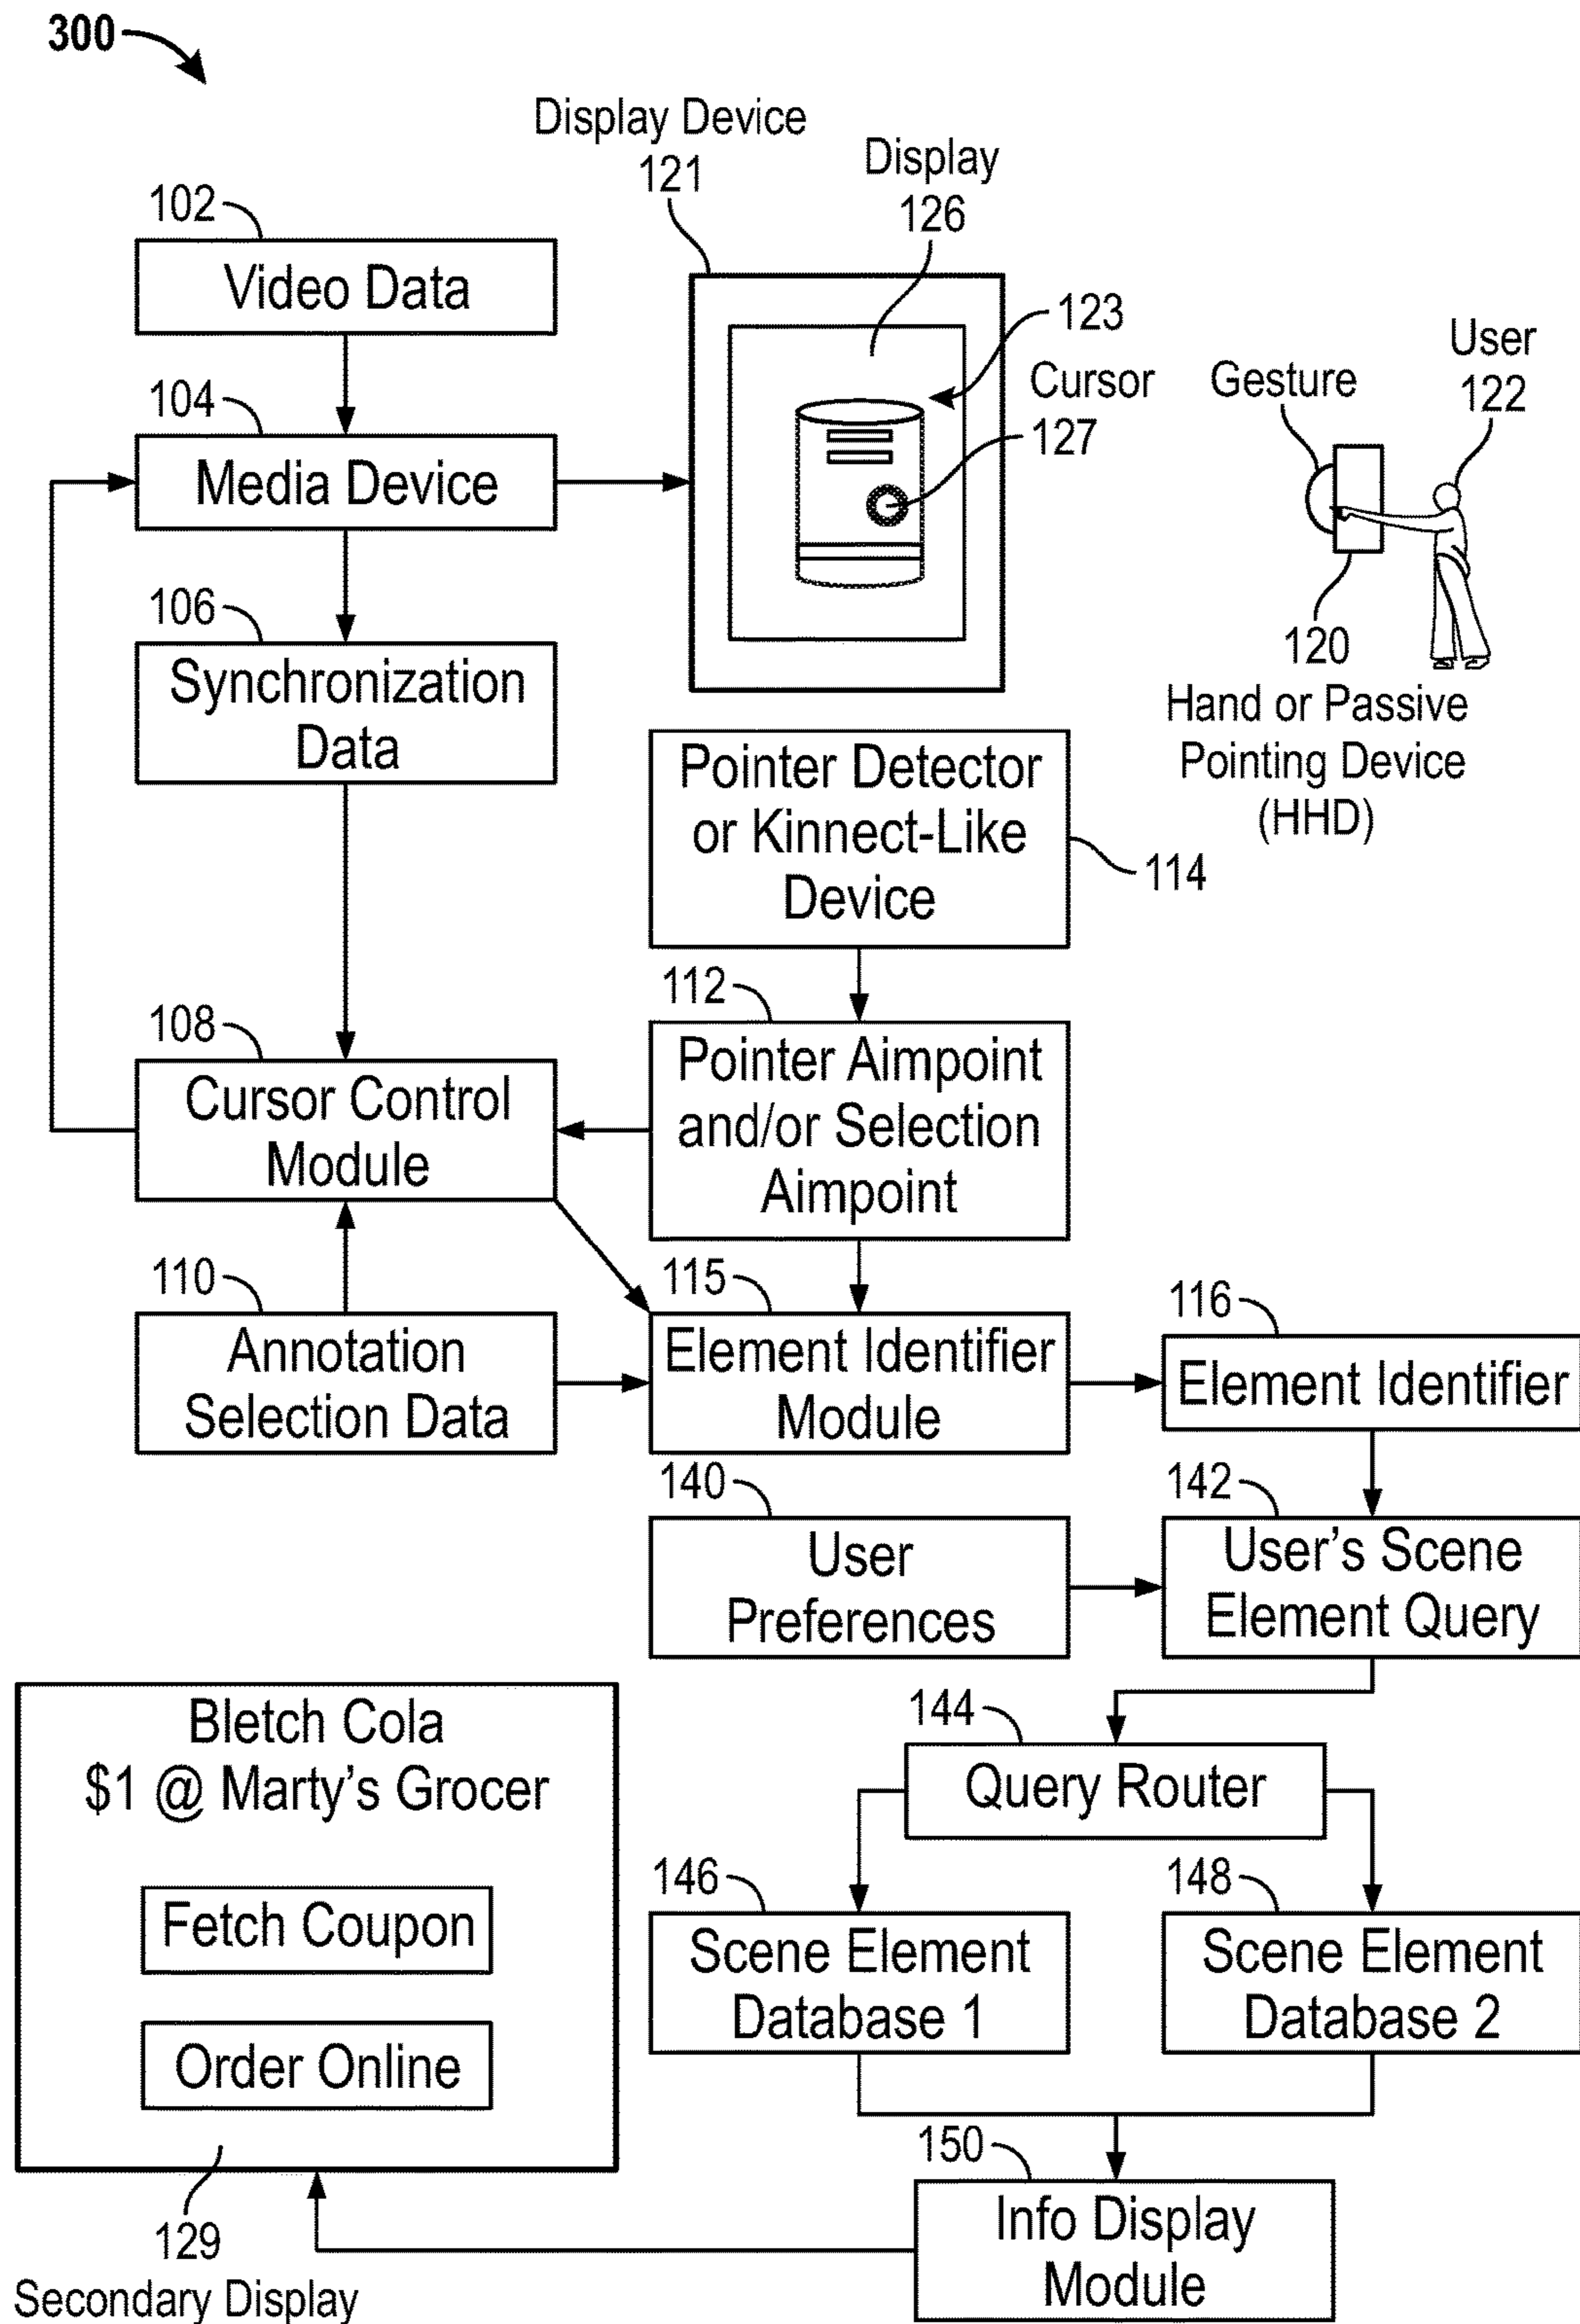 300
Display Device
121
Display
126
102
Video Data
123
Cursor
127
Gesture
User
122
104
Media Device
120
Hand or Passive
Pointing Device
(HHD)
106
Synchronization
Data
Pointer Detector
or Kinnect-Like
Device
114
112
Pointer Aimpoint
and/or Selection
Aimpoint
108
Cursor Control
Module
110
Annotation
Selection Data
115
Element Identifier
Module
116
Element Identifier
140
User
Preferences
142
User's Scene
Element Query
144
Query Router
146
Scene Element
Database 1
148
Scene Element
Database 2
150
Info Display
Module
Bletch Cola
$1 @ Marty's Grocer
Fetch Coupon
Order Online
129
Secondary Display